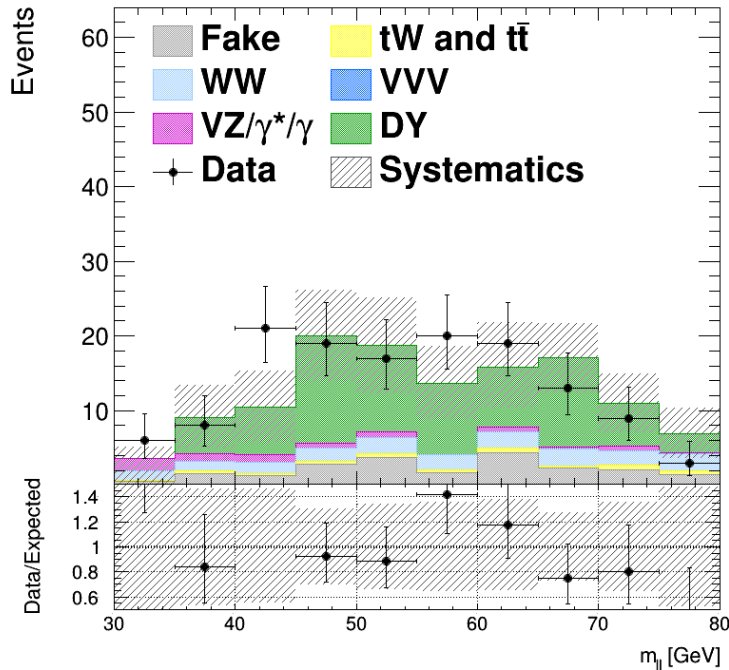 Events
60
50
40
30
20
10
Fake
tW and tt̄
WW
VVV
VZ/γ*/γ
DY
Data
Systematics
Data/Expected
1.4
1.2
1
0.8
0.6
30 40 50 60 70 80
m_ll [GeV]